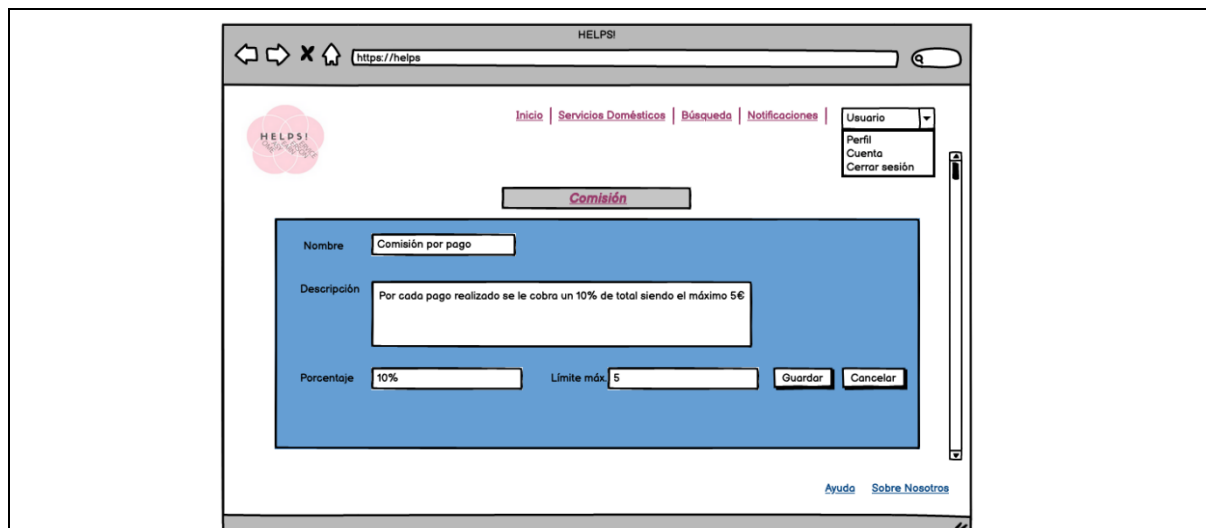 HELPS!
https://helps
Inicio Servicios Domésticos Búsqueda Notificaciones Usuario
Perfil
Cuenta
Cerrar sesión
HELPS!
Comisión
Nombre Comisión por pago
Descripción Por cada pago realizado se le cobra un 10% de total siendo el máximo 5€
Porcentaje 10% Límite máx. 5 Guardar Cancelar
Ayuda Sobre Nosotros